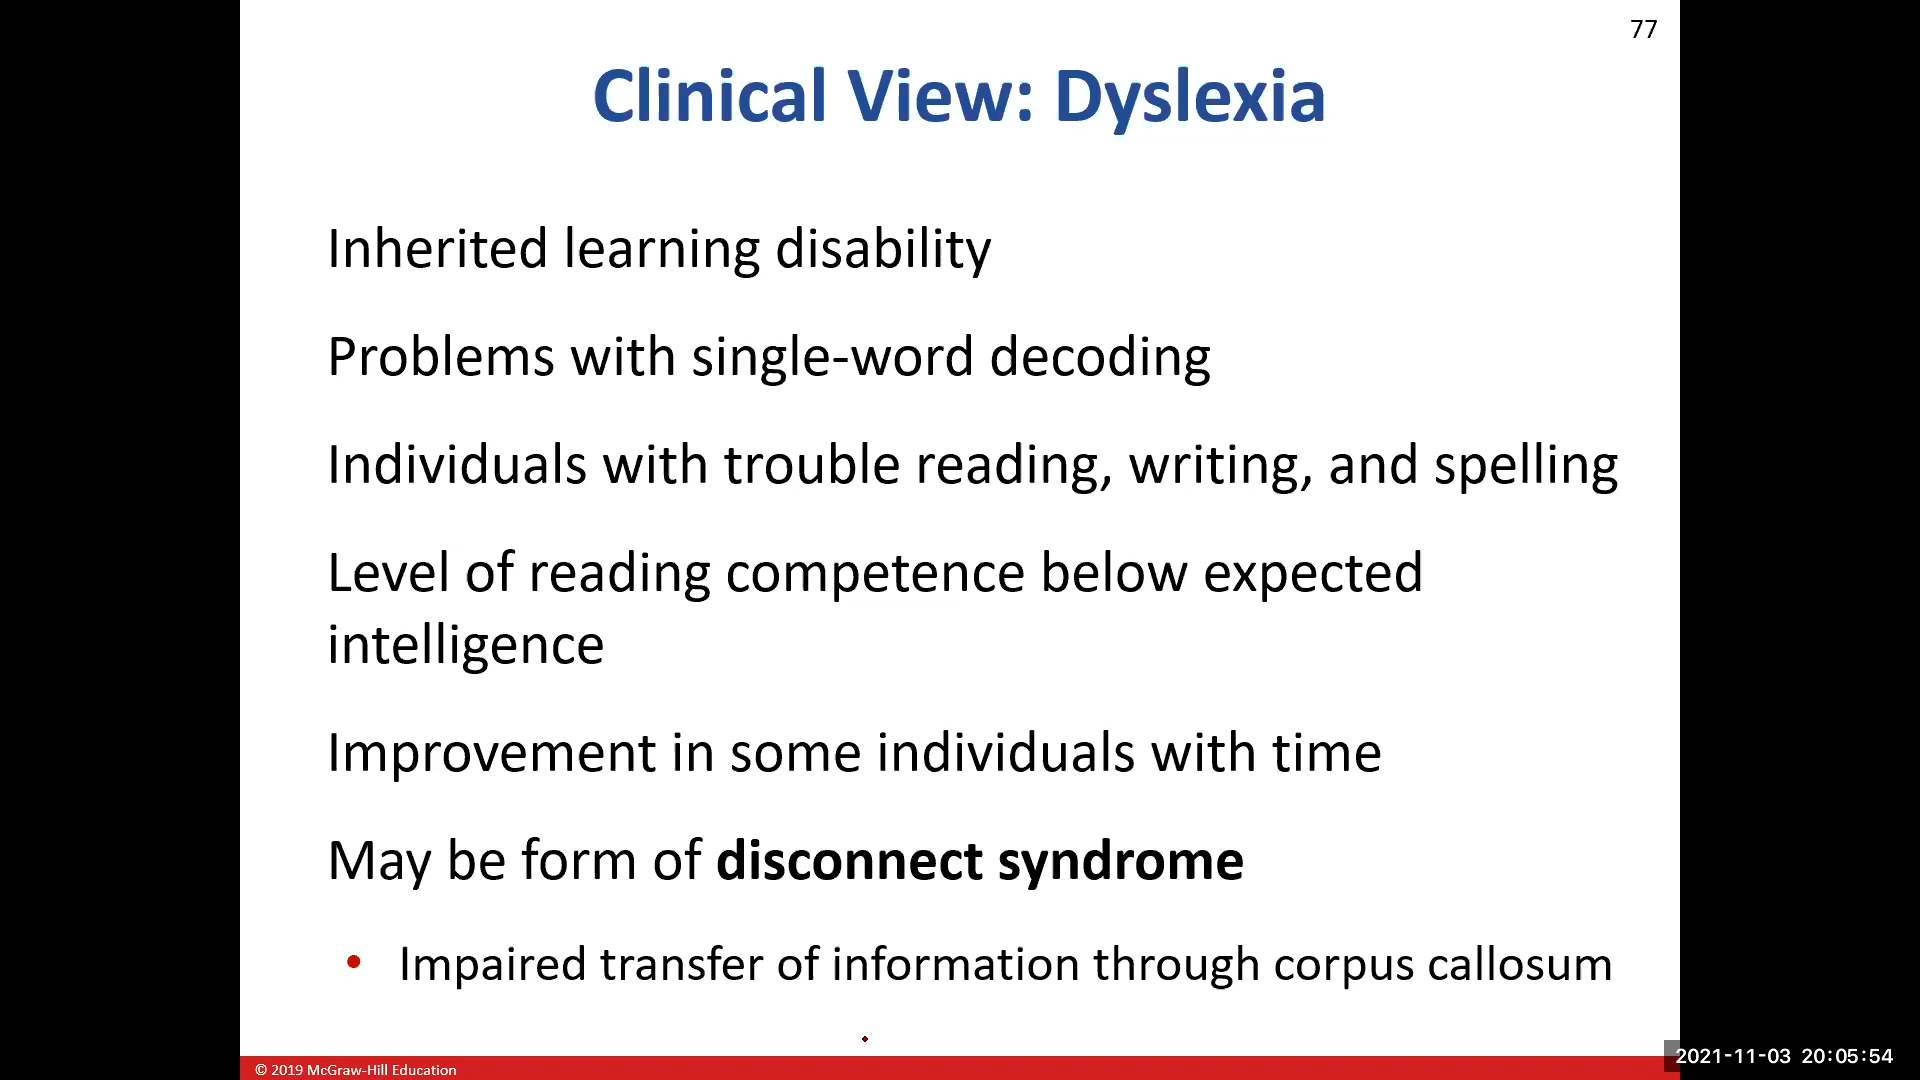 77
Clinical View: Dyslexia
Inherited learning disability
Problems with single-word decoding
Individuals with trouble reading, writing, and spelling
Level of reading competence below expected
intelligence
Improvement in some individuals with time
May be form of disconnect syndrome
• Impaired transfer of information through corpus callosum
© 2019 McGraw-Hill Education
2021-11-03 20:05:54